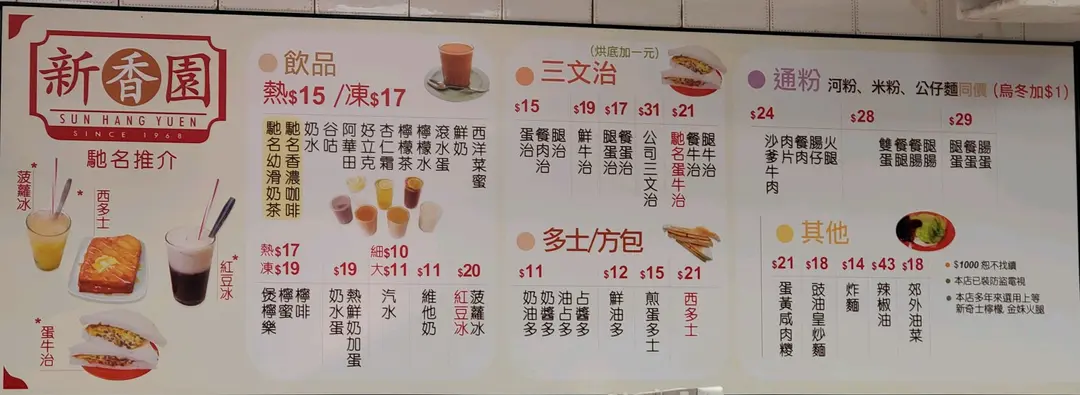 新香園
SUN HANG YUEN
SINCE 1968
馳名推介
*菠蘿冰
*西多士
*紅豆冰
*蛋牛治
飲品
熱$15 /凍$17
馳名幼滑奶茶
馳名香濃咖啡
奶水
谷咕
阿華田
好立克
杏仁霜
檸檬茶
檸檬水
滾水蛋
鮮奶
西洋菜蜜
熱$17
凍$19
煲檸樂
檸蜜
檸啡
$19
奶水蛋
熱鮮奶加蛋
細$10
大$11
汽水
$11
維他奶
$20
紅豆冰
菠蘿冰
(烘底加一元)
三文治
$15
蛋治
餐肉治
腿治
$19
鮮牛治
$17
腿蛋治
餐蛋治
$31
公司三文治
$21
馳名蛋牛治
餐牛治
腿牛治
多士/方包
$11
奶油多
奶醬多
油占多
占醬多
$12
鮮油多
$15
煎蛋多士
$21
西多士
通粉 河粉、米粉、公仔麵同價 (烏冬加$1)
$24
沙爹牛肉
肉片
餐肉
腸仔
火腿
$28
雙蛋
餐腿
餐腸
腿腸
$29
腿蛋
腸蛋
餐蛋
其他
$21
蛋黃咸肉糭
$18
豉油皇炒麵
$14
炸麵
$43
辣椒油
$18
郊外油菜
$1000 恕不找續
本店已裝防盜電視
本店多年來選用上等
新奇士檸檬, 金妹火腿